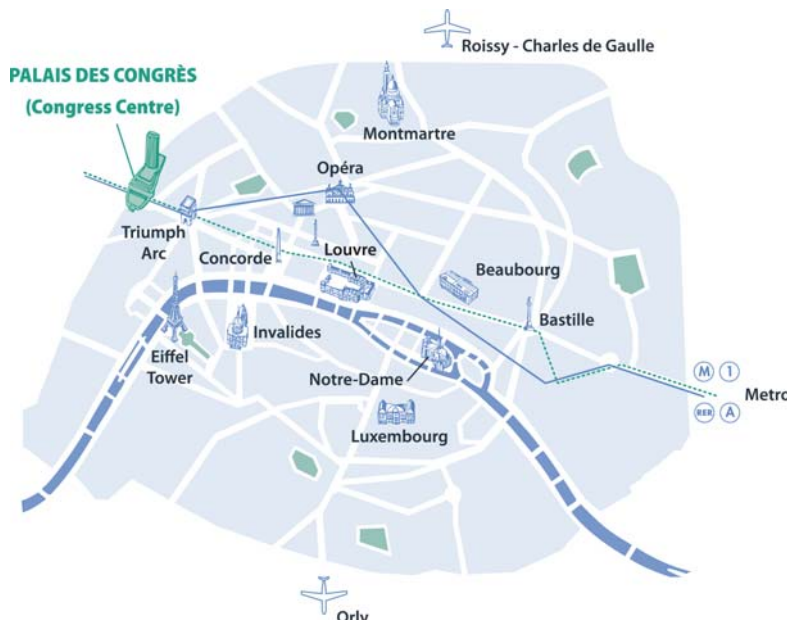 Roissy - Charles de Gaulle
PALAIS DES CONGRÈS
(Congress Centre)
Montmartre
Opéra
Triumph
Arc
Concorde
Louvre
Beaubourg
Bastille
Invalides
Eiffel
Tower
Notre-Dame
Luxembourg
M 1
Metro
RER A
Orly